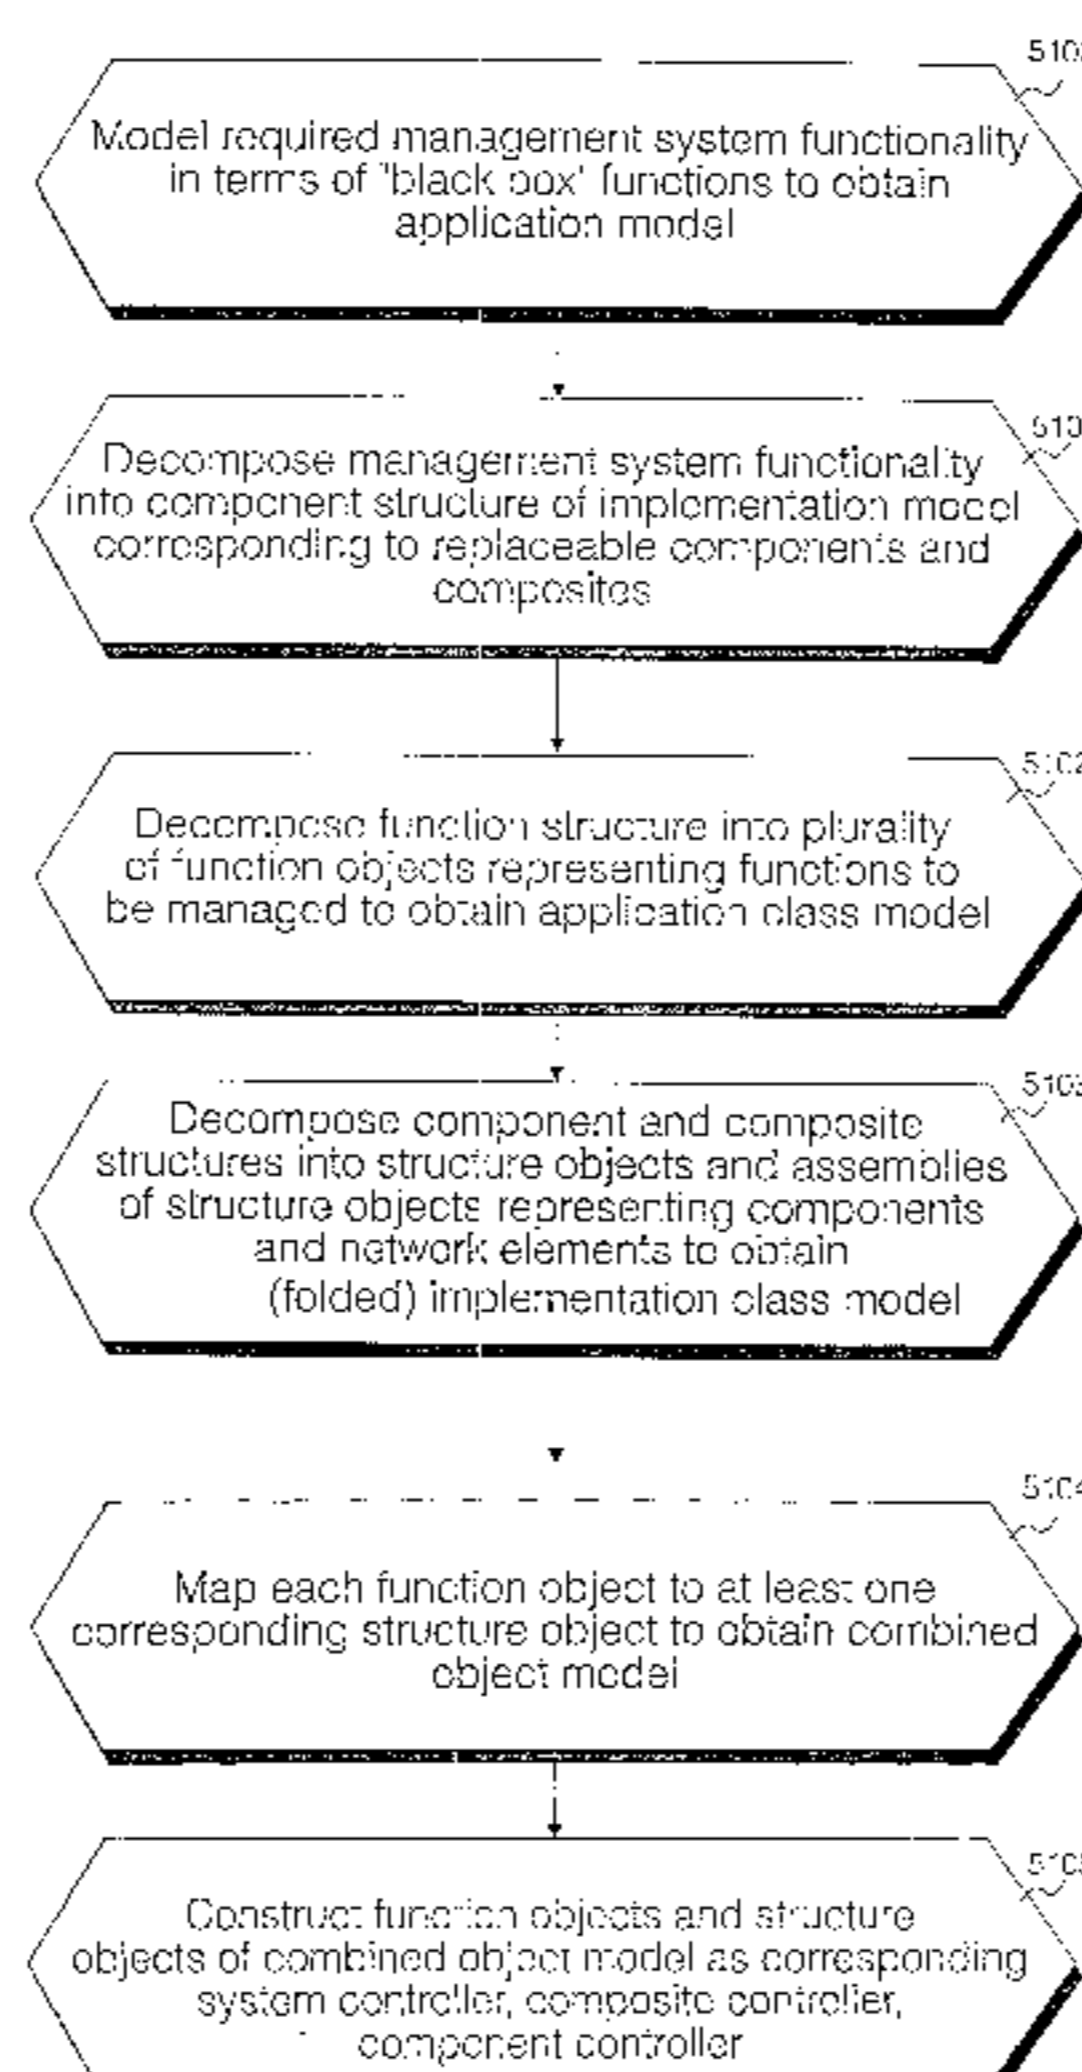 Model required management system functionality
in terms of 'black box' functions to obtain
application model
Decompose management system functionality
into component structure of implementation model
corresponding to replaceable components and
composites
5102
Decompose function structure into plurality
of function objects representing functions to
be managed to obtain application class model
Decompose component and composite
structures into structure objects and assemblies
of structure objects representing components
and network elements to obtain
(folded) implementation class model
5104
Map each function object to at least one
corresponding structure object to obtain combined
object model
Construct function objects and structure
objects of combined object model as corresponding
system controller, composite controller,
component controller